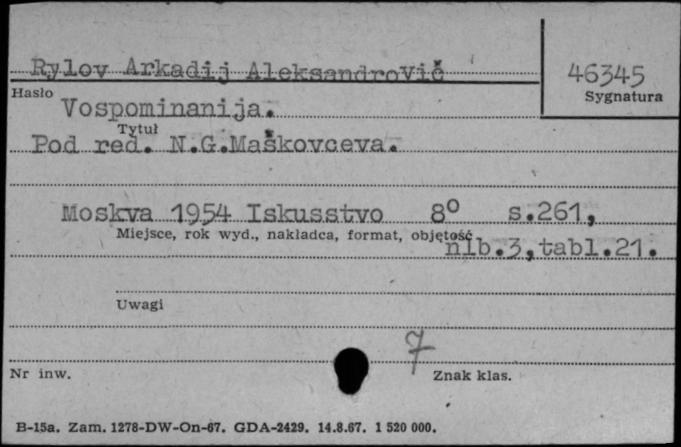 Rylov Arkadij Aleksandrovič
46345
Hasło
Sygnatura
Vospominanija.
Tytuł
Pod red. N.G.Maškovceva.
Moskva 1954 Iskusstvo 8º s.261,
Miejsce, rok wyd., nakładca, format, objętość
nlb.3,tabl.21.
Uwagi
7
Nr inw.
Znak klas.
B-15a. Zam. 1278-DW-On-67. GDA-2429. 14.8.67. 1 520 000.